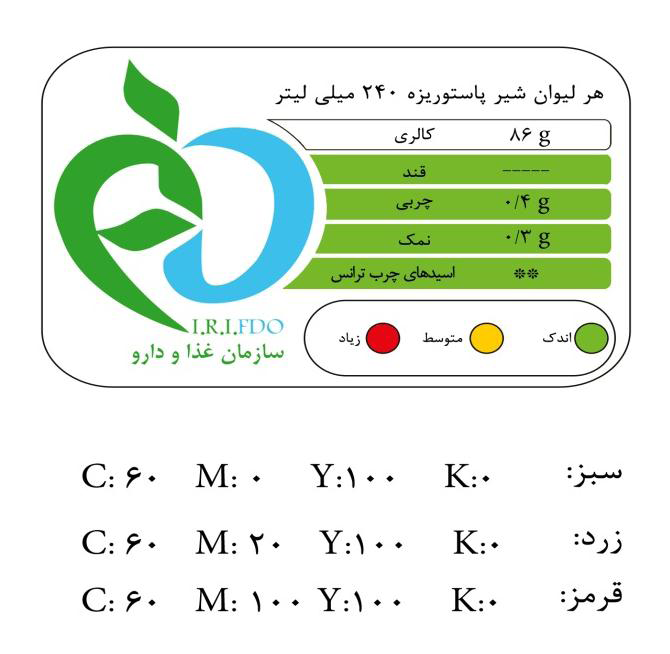 هر لیوان شیر پاستوریزه ۲۴۰ میلی لیتر
کالری ۸۶ g
قند -----
چربی ۰/۴ g
نمک ۰/۳ g
اسیدهای چرب ترانس **
I.R.I.FDO
سازمان غذا و دارو
اندک متوسط زیاد
سبز: C: ۶۰ M: ۰ Y:۱۰۰ K:۰
زرد: C: ۶۰ M: ۲۰ Y:۱۰۰ K:۰
قرمز: C: ۶۰ M: ۱۰۰ Y:۱۰۰ K:۰